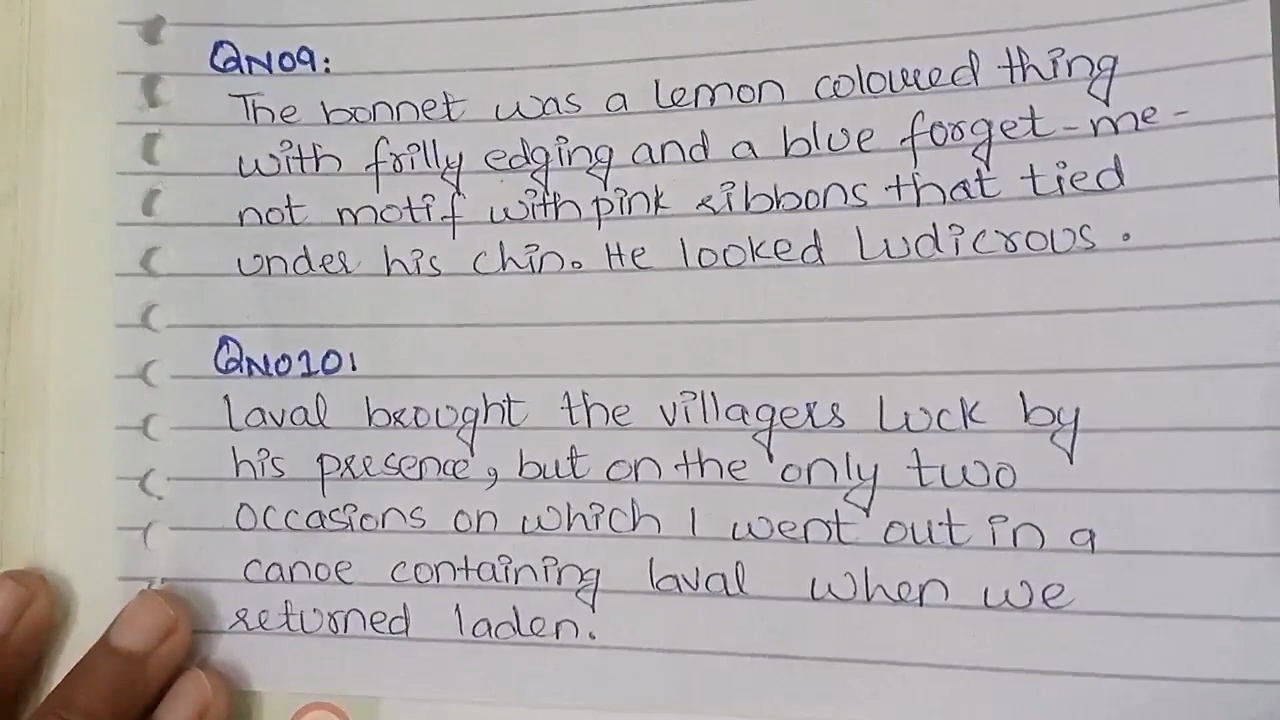 QNO9:
The bonnet was a lemon coloured thing
with frilly edging and a blue forget-me-
not motif with pink ribbons that tied
under his chin. He looked ludicrous.
QNO10:
Laval brought the villagers luck by
his presence, but on the only two
occasions on which I went out in a
canoe containing laval when we
returned laden.